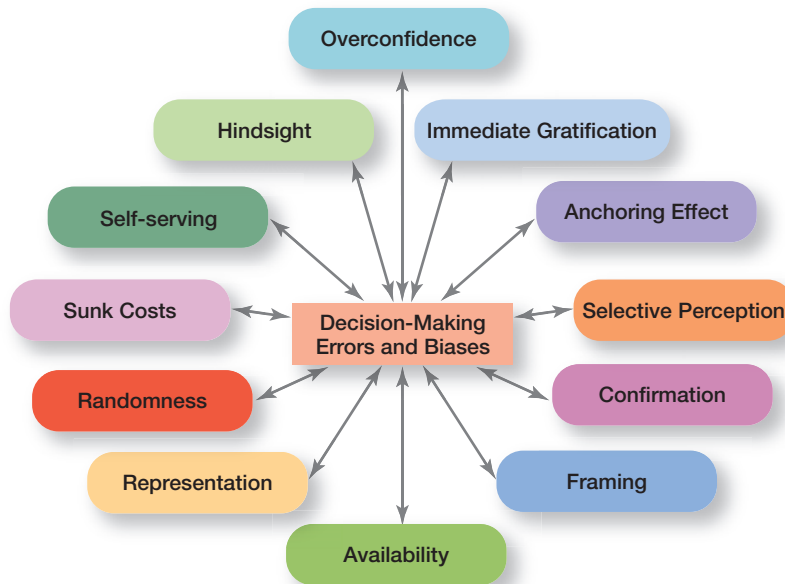 Overconfidence
Hindsight
Immediate Gratification
Self-serving
Anchoring Effect
Sunk Costs
Decision-Making
Errors and Biases
Selective Perception
Randomness
Confirmation
Representation
Framing
Availability